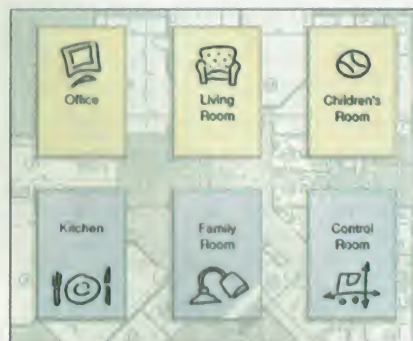 Office
Living
Room
Children's
Room
Kitchen
Family
Room
Control
Room